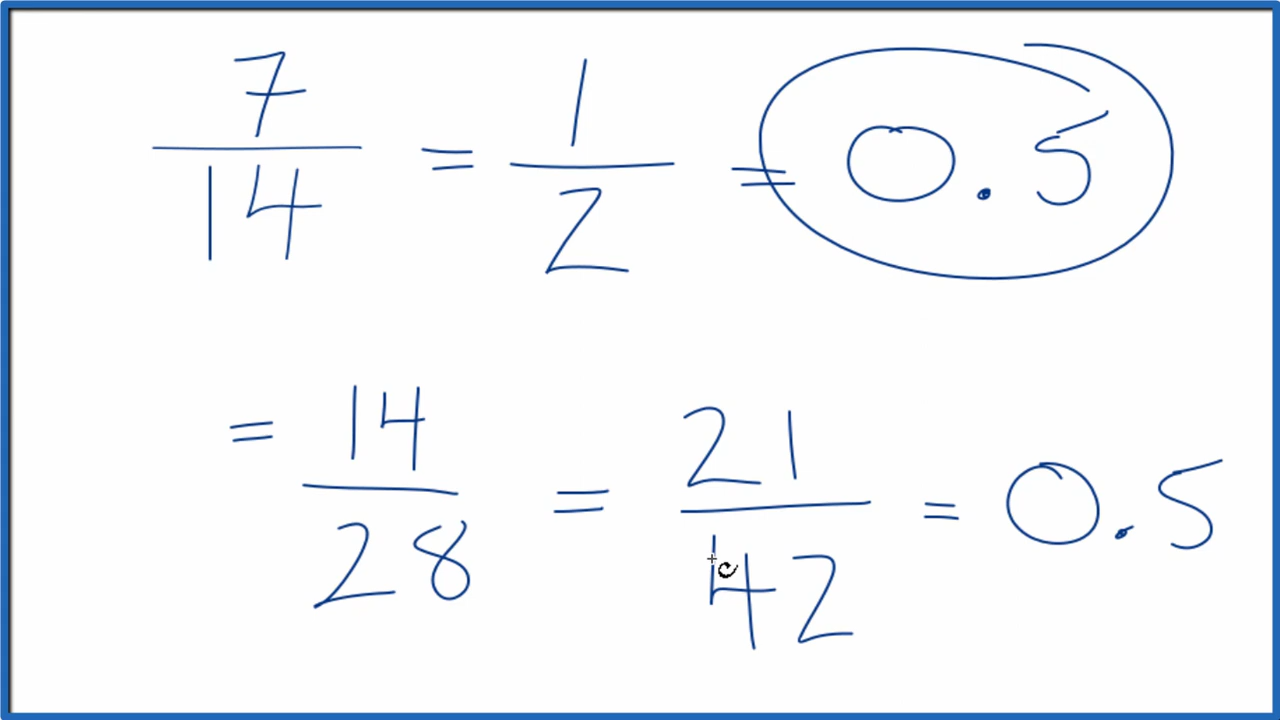 7/14 = 1/2 = 0.5
= 14/28 = 21/42 = 0.5